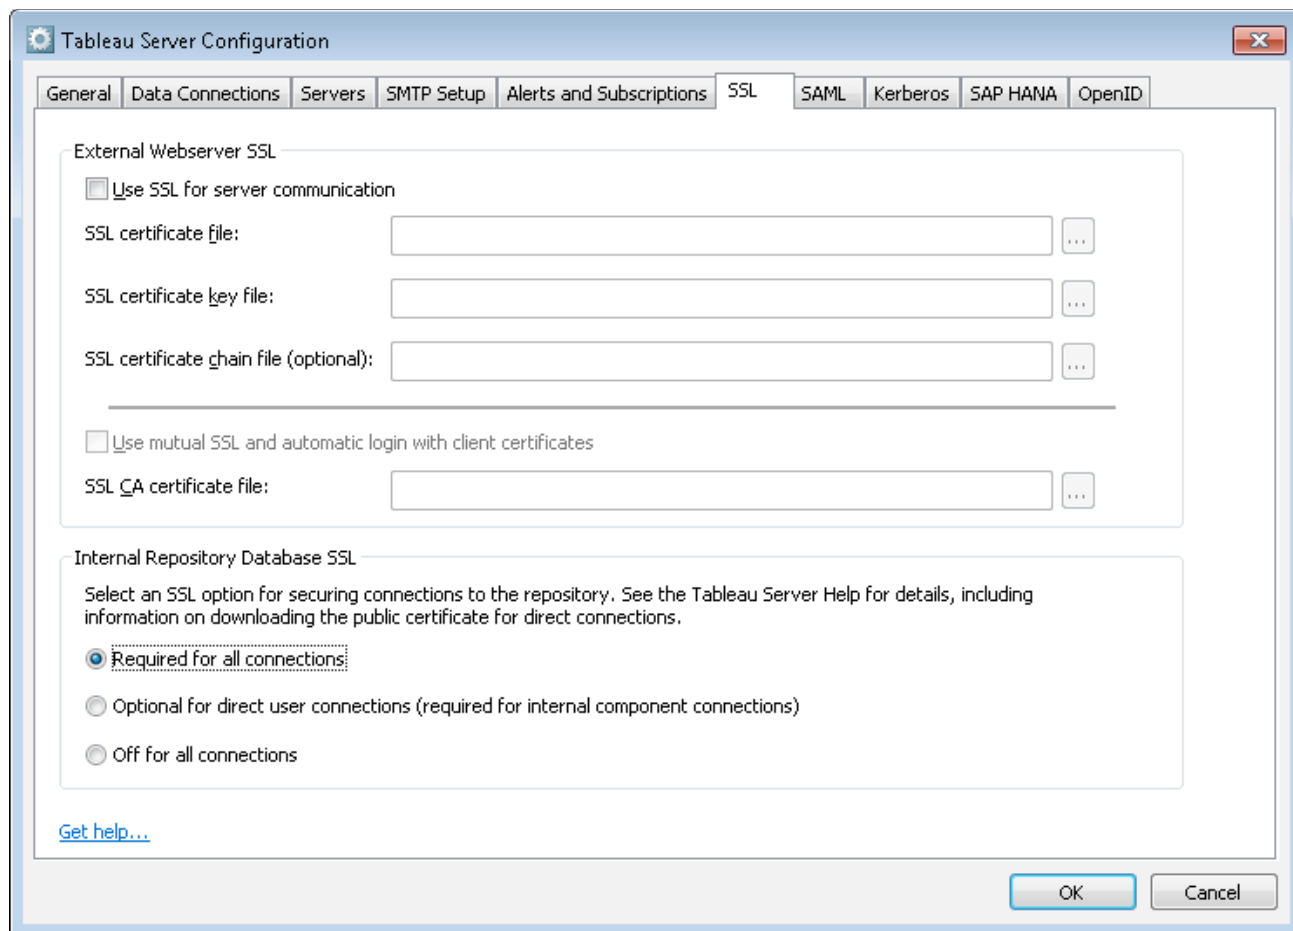 Tableau Server Configuration
General Data Connections Servers SMTP Setup Alerts and Subscriptions SSL SAML Kerberos SAP HANA OpenID
External Webserver SSL
Use SSL for server communication
SSL certificate file: ...
SSL certificate key file: ...
SSL certificate chain file (optional): ...
Use mutual SSL and automatic login with client certificates
SSL CA certificate file: ...
Internal Repository Database SSL
Select an SSL option for securing connections to the repository. See the Tableau Server Help for details, including
information on downloading the public certificate for direct connections.
Required for all connections
Optional for direct user connections (required for internal component connections)
Off for all connections
Get help...
OK Cancel